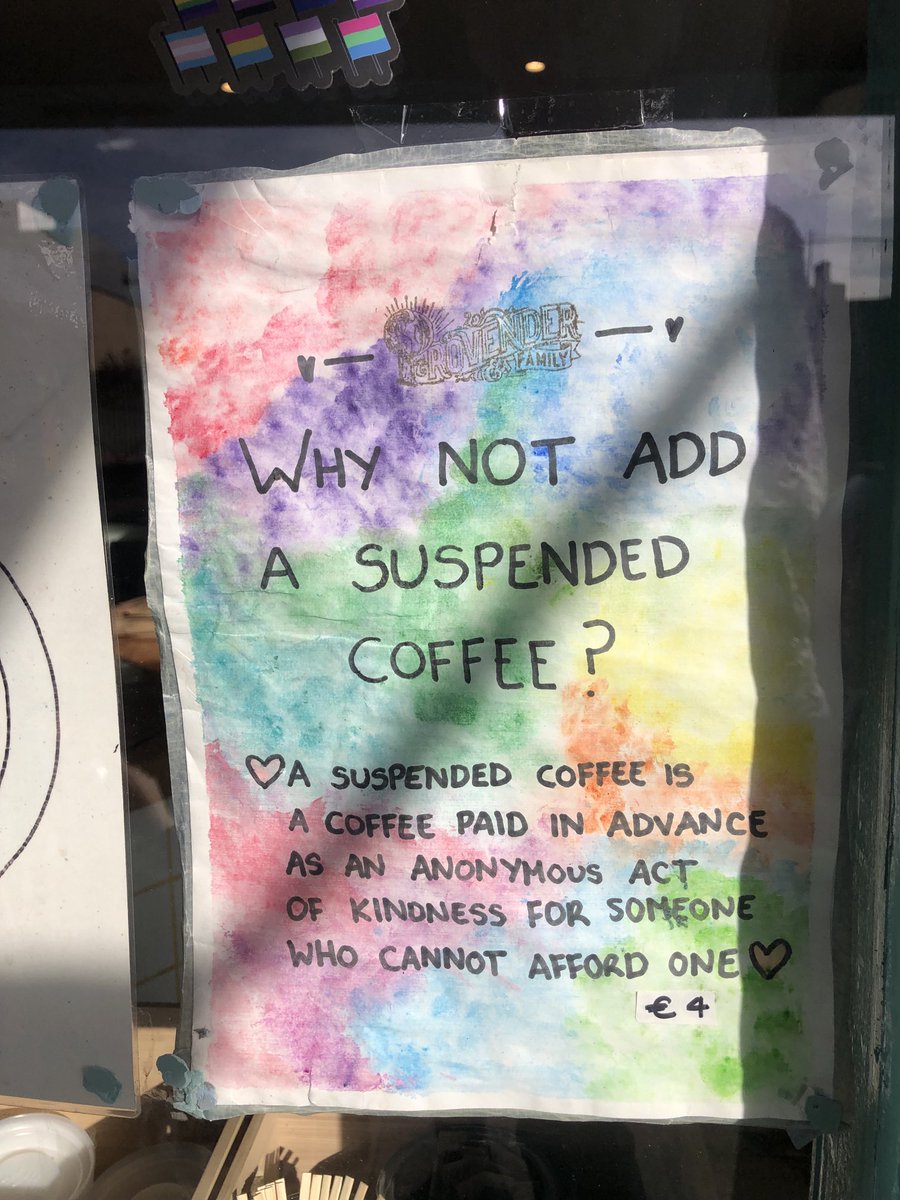 PROVENDER
FAMILY
WHY NOT ADD
A SUSPENDED
COFFEE?
A SUSPENDED COFFEE IS
A COFFEE PAID IN ADVANCE
AS AN ANONYMOUS ACT
OF KINDNESS FOR SOMEONE
WHO CANNOT AFFORD ONE
€ 4